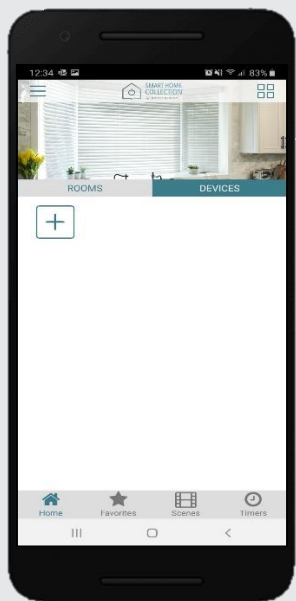 12:34
83%
SMART HOME
COLLECTION
ROOMS
DEVICES
Home
Favorites
Scenes
Timers